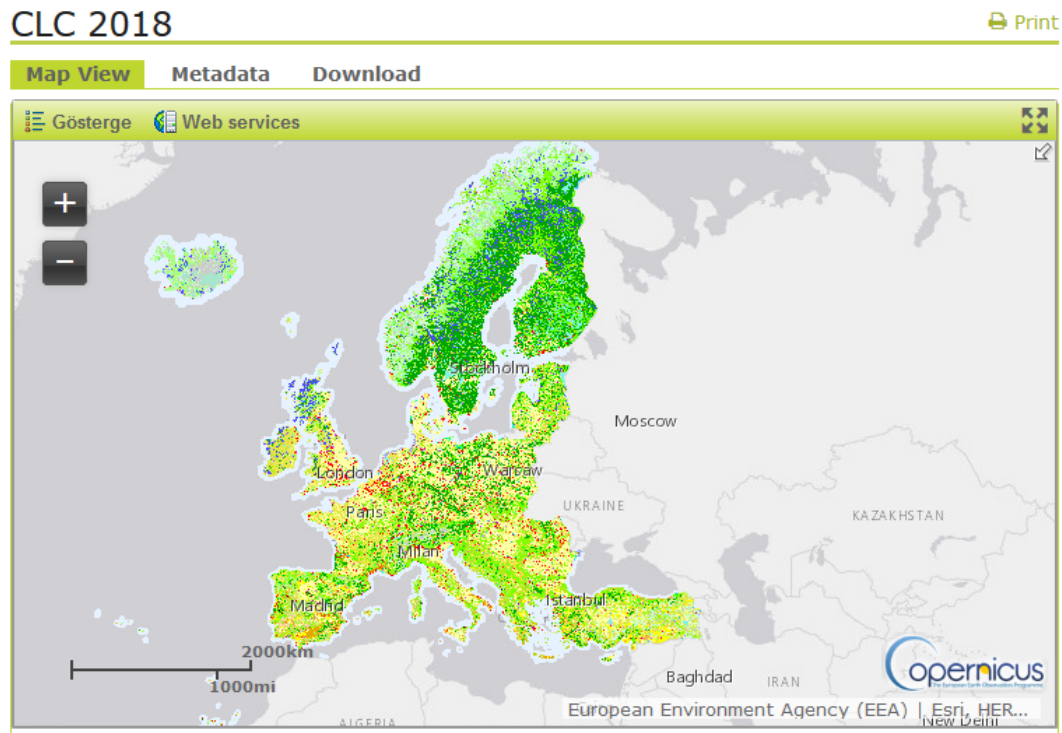 CLC 2018
Print
Map View Metadata Download
Gösterge Web services
+
−
Stockholm
Moscow
London
Warsaw
UKRAINE
Paris
KAZAKHSTAN
Milan
Istanbul
Madrid
2000km
1000mi
Baghdad
IRAN
opernicus
European Environment Agency (EEA) | Esri, HER...
New Delhi
ALGERIA